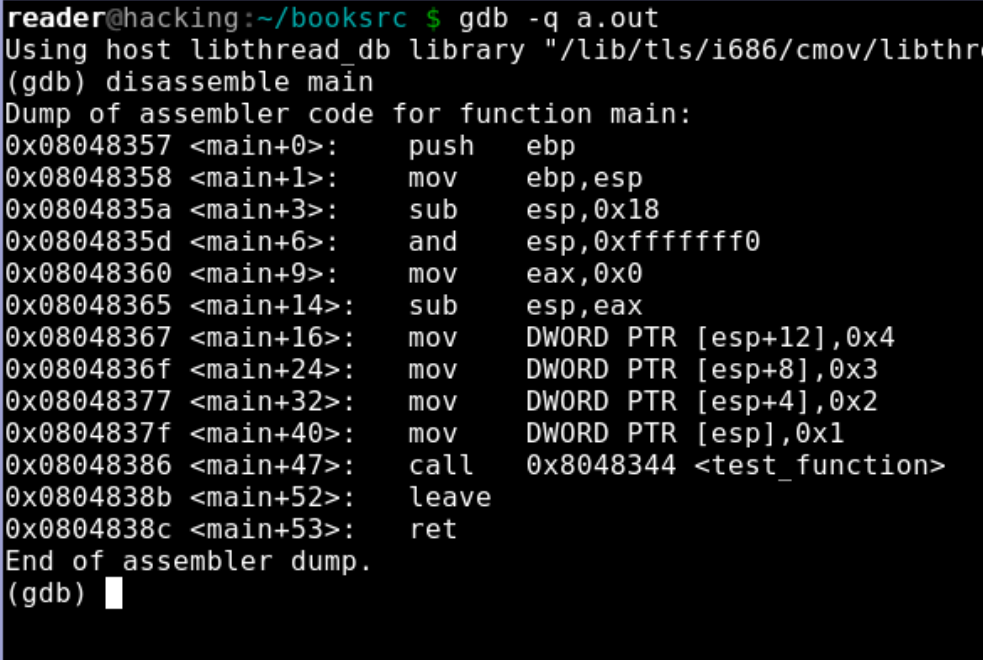 reader@hacking:~/booksrc $ gdb -q a.out
Using host libthread_db library "/lib/tls/i686/cmov/libthr
(gdb) disassemble main
Dump of assembler code for function main:
0x08048357 <main+0>:    push   ebp
0x08048358 <main+1>:    mov    ebp,esp
0x0804835a <main+3>:    sub    esp,0x18
0x0804835d <main+6>:    and    esp,0xfffffff0
0x08048360 <main+9>:    mov    eax,0x0
0x08048365 <main+14>:   sub    esp,eax
0x08048367 <main+16>:   mov    DWORD PTR [esp+12],0x4
0x0804836f <main+24>:   mov    DWORD PTR [esp+8],0x3
0x08048377 <main+32>:   mov    DWORD PTR [esp+4],0x2
0x0804837f <main+40>:   mov    DWORD PTR [esp],0x1
0x08048386 <main+47>:   call   0x8048344 <test_function>
0x0804838b <main+52>:   leave
0x0804838c <main+53>:   ret
End of assembler dump.
(gdb)